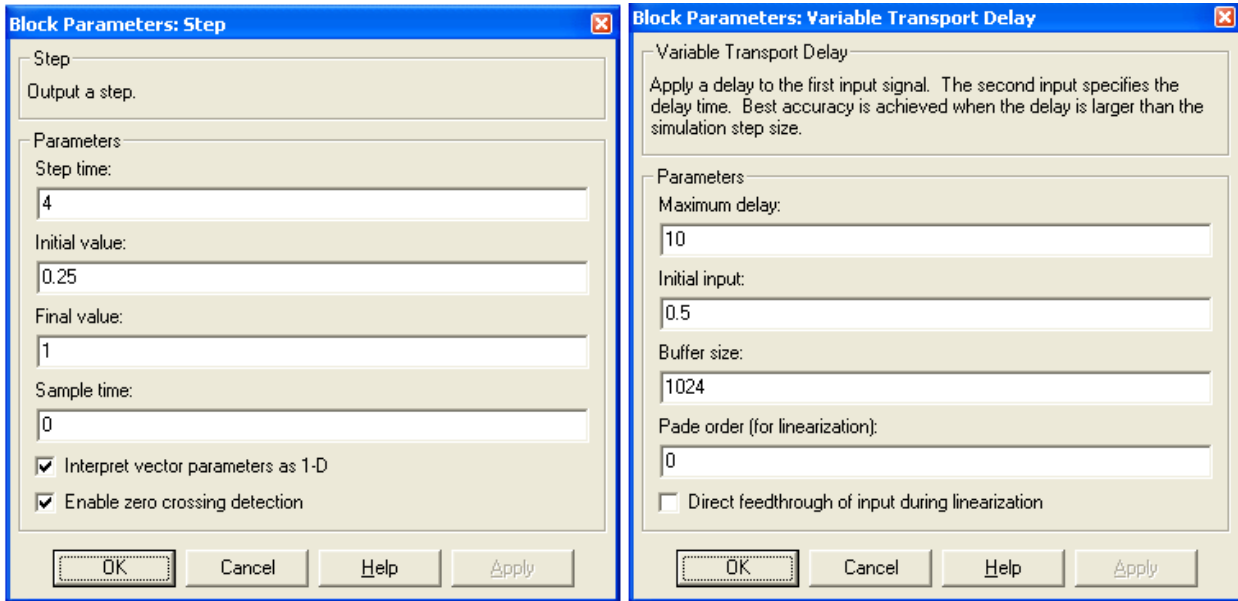 Block Parameters: Step
Step
Output a step.
Parameters
Step time:
4
Initial value:
0.25
Final value:
1
Sample time:
0
Interpret vector parameters as 1-D
Enable zero crossing detection
OK Cancel Help Apply
Block Parameters: Variable Transport Delay
Variable Transport Delay
Apply a delay to the first input signal. The second input specifies the
delay time. Best accuracy is achieved when the delay is larger than the
simulation step size.
Parameters
Maximum delay:
10
Initial input:
0.5
Buffer size:
1024
Pade order (for linearization):
0
Direct feedthrough of input during linearization
OK Cancel Help Apply